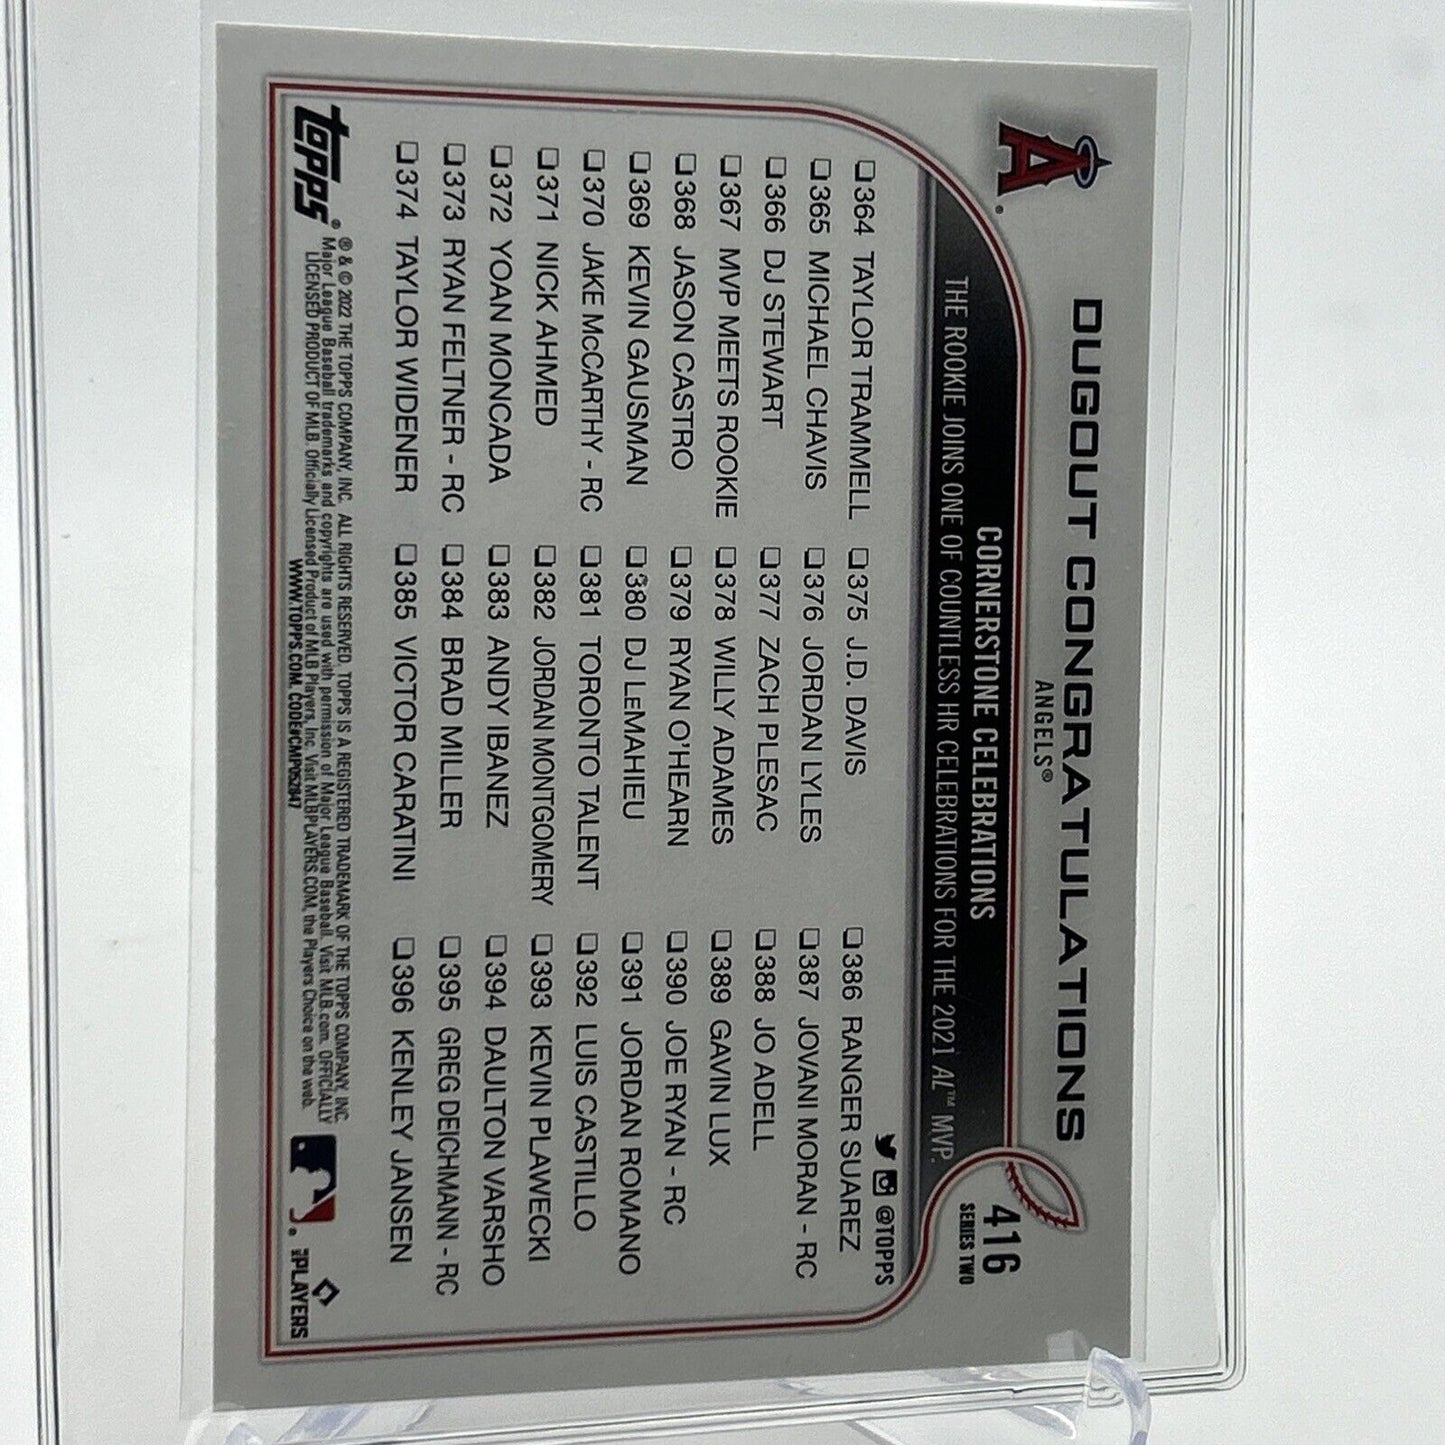 A
DUGOUT CONGRATULATIONS
ANGELS®
416
SERIES TWO
CORNERSTONE CELEBRATIONS
THE ROOKIE JOINS ONE OF COUNTLESS HR CELEBRATIONS FOR THE 2021 AL™ MVP.
@TOPPS
❑364 TAYLOR TRAMMELL
❑365 MICHAEL CHAVIS
❑366 DJ STEWART
❑367 MVP MEETS ROOKIE
❑368 JASON CASTRO
❑369 KEVIN GAUSMAN
❑370 JAKE McCARTHY - RC
❑371 NICK AHMED
❑372 YOAN MONCADA
❑373 RYAN FELTNER - RC
❑374 TAYLOR WIDENER
❑375 J.D. DAVIS
❑376 JORDAN LYLES
❑377 ZACH PLESAC
❑378 WILLY ADAMES
❑379 RYAN O'HEARN
❑380 DJ LeMAHIEU
❑381 TORONTO TALENT
❑382 JORDAN MONTGOMERY
❑383 ANDY IBANEZ
❑384 BRAD MILLER
❑385 VICTOR CARATINI
❑386 RANGER SUAREZ
❑387 JOVANI MORAN - RC
❑388 JO ADELL
❑389 GAVIN LUX
❑390 JOE RYAN - RC
❑391 JORDAN ROMANO
❑392 LUIS CASTILLO
❑393 KEVIN PLAWECKI
❑394 DAULTON VARSHO
❑395 GREG DEICHMANN - RC
❑396 KENLEY JANSEN
topps®
® & © 2022 THE TOPPS COMPANY, INC. ALL RIGHTS RESERVED. TOPPS IS A REGISTERED TRADEMARK OF THE TOPPS COMPANY, INC.
Major League Baseball trademarks and copyrights are used with permission of Major League Baseball. Visit MLB.com. OFFICIALLY
LICENSED PRODUCT OF MLB. Officially Licensed Product of MLB Players, Inc. Visit MLBPLAYERS.COM, the Players Choice on the web.
WWW.TOPPS.COM. CODE#CMP052847
MLB PLAYERS